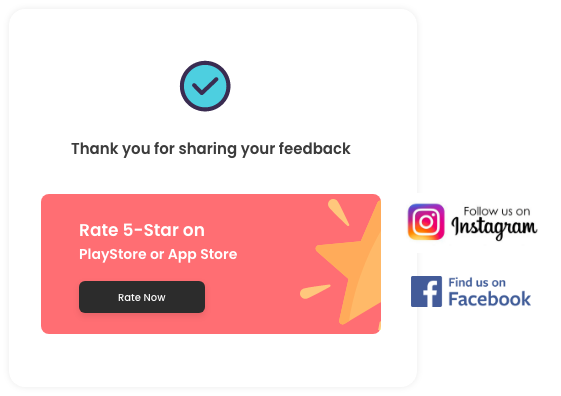 Thank you for sharing your feedback
Rate 5-Star on
PlayStore or App Store
Rate Now
Follow us on
Instagram
Find us on
Facebook